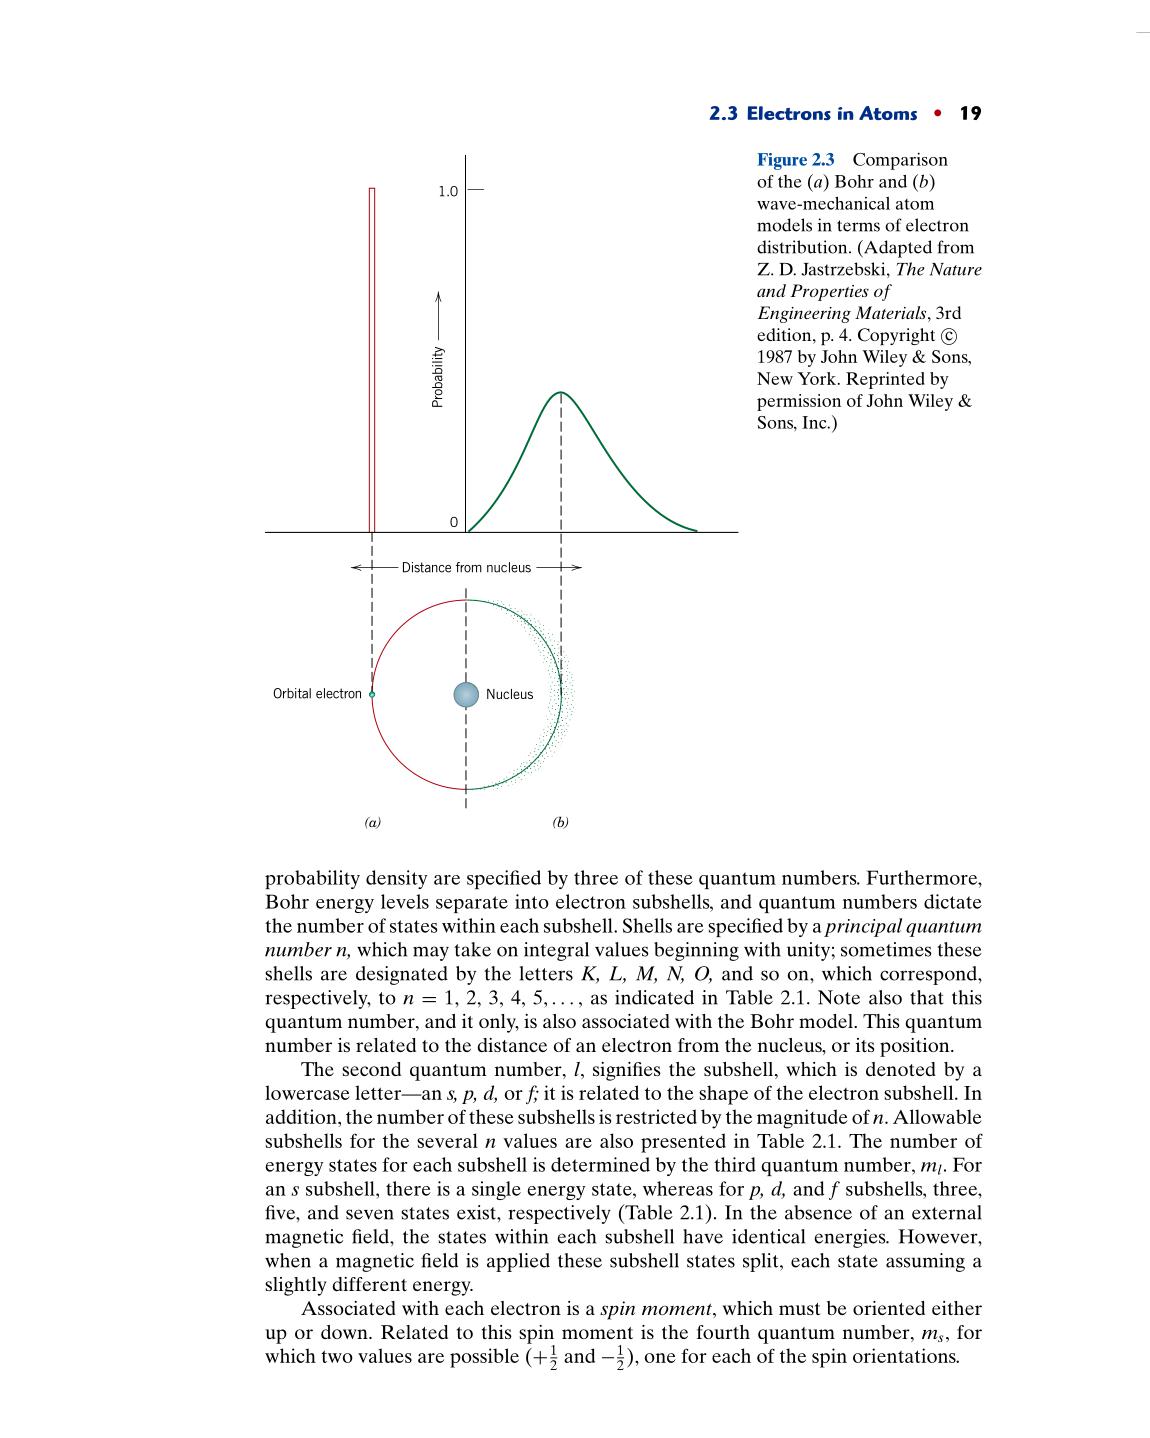 2.3 Electrons in Atoms • 19
Figure 2.3 Comparison
of the (a) Bohr and (b)
wave-mechanical atom
models in terms of electron
distribution. (Adapted from
Z. D. Jastrzebski, The Nature
and Properties of
Engineering Materials, 3rd
edition, p. 4. Copyright ©
1987 by John Wiley & Sons,
New York. Reprinted by
permission of John Wiley &
Sons, Inc.)
1.0
Probability
0
Distance from nucleus
Orbital electron
Nucleus
(a)
(b)
probability density are specified by three of these quantum numbers. Furthermore,
Bohr energy levels separate into electron subshells, and quantum numbers dictate
the number of states within each subshell. Shells are specified by a principal quantum
number n, which may take on integral values beginning with unity; sometimes these
shells are designated by the letters K, L, M, N, O, and so on, which correspond,
respectively, to n = 1, 2, 3, 4, 5, . . . , as indicated in Table 2.1. Note also that this
quantum number, and it only, is also associated with the Bohr model. This quantum
number is related to the distance of an electron from the nucleus, or its position.
The second quantum number, l, signifies the subshell, which is denoted by a
lowercase letter—an s, p, d, or f; it is related to the shape of the electron subshell. In
addition, the number of these subshells is restricted by the magnitude of n. Allowable
subshells for the several n values are also presented in Table 2.1. The number of
energy states for each subshell is determined by the third quantum number, mₗ. For
an s subshell, there is a single energy state, whereas for p, d, and f subshells, three,
five, and seven states exist, respectively (Table 2.1). In the absence of an external
magnetic field, the states within each subshell have identical energies. However,
when a magnetic field is applied these subshell states split, each state assuming a
slightly different energy.
Associated with each electron is a spin moment, which must be oriented either
up or down. Related to this spin moment is the fourth quantum number, mₛ, for
which two values are possible (+½ and −½), one for each of the spin orientations.